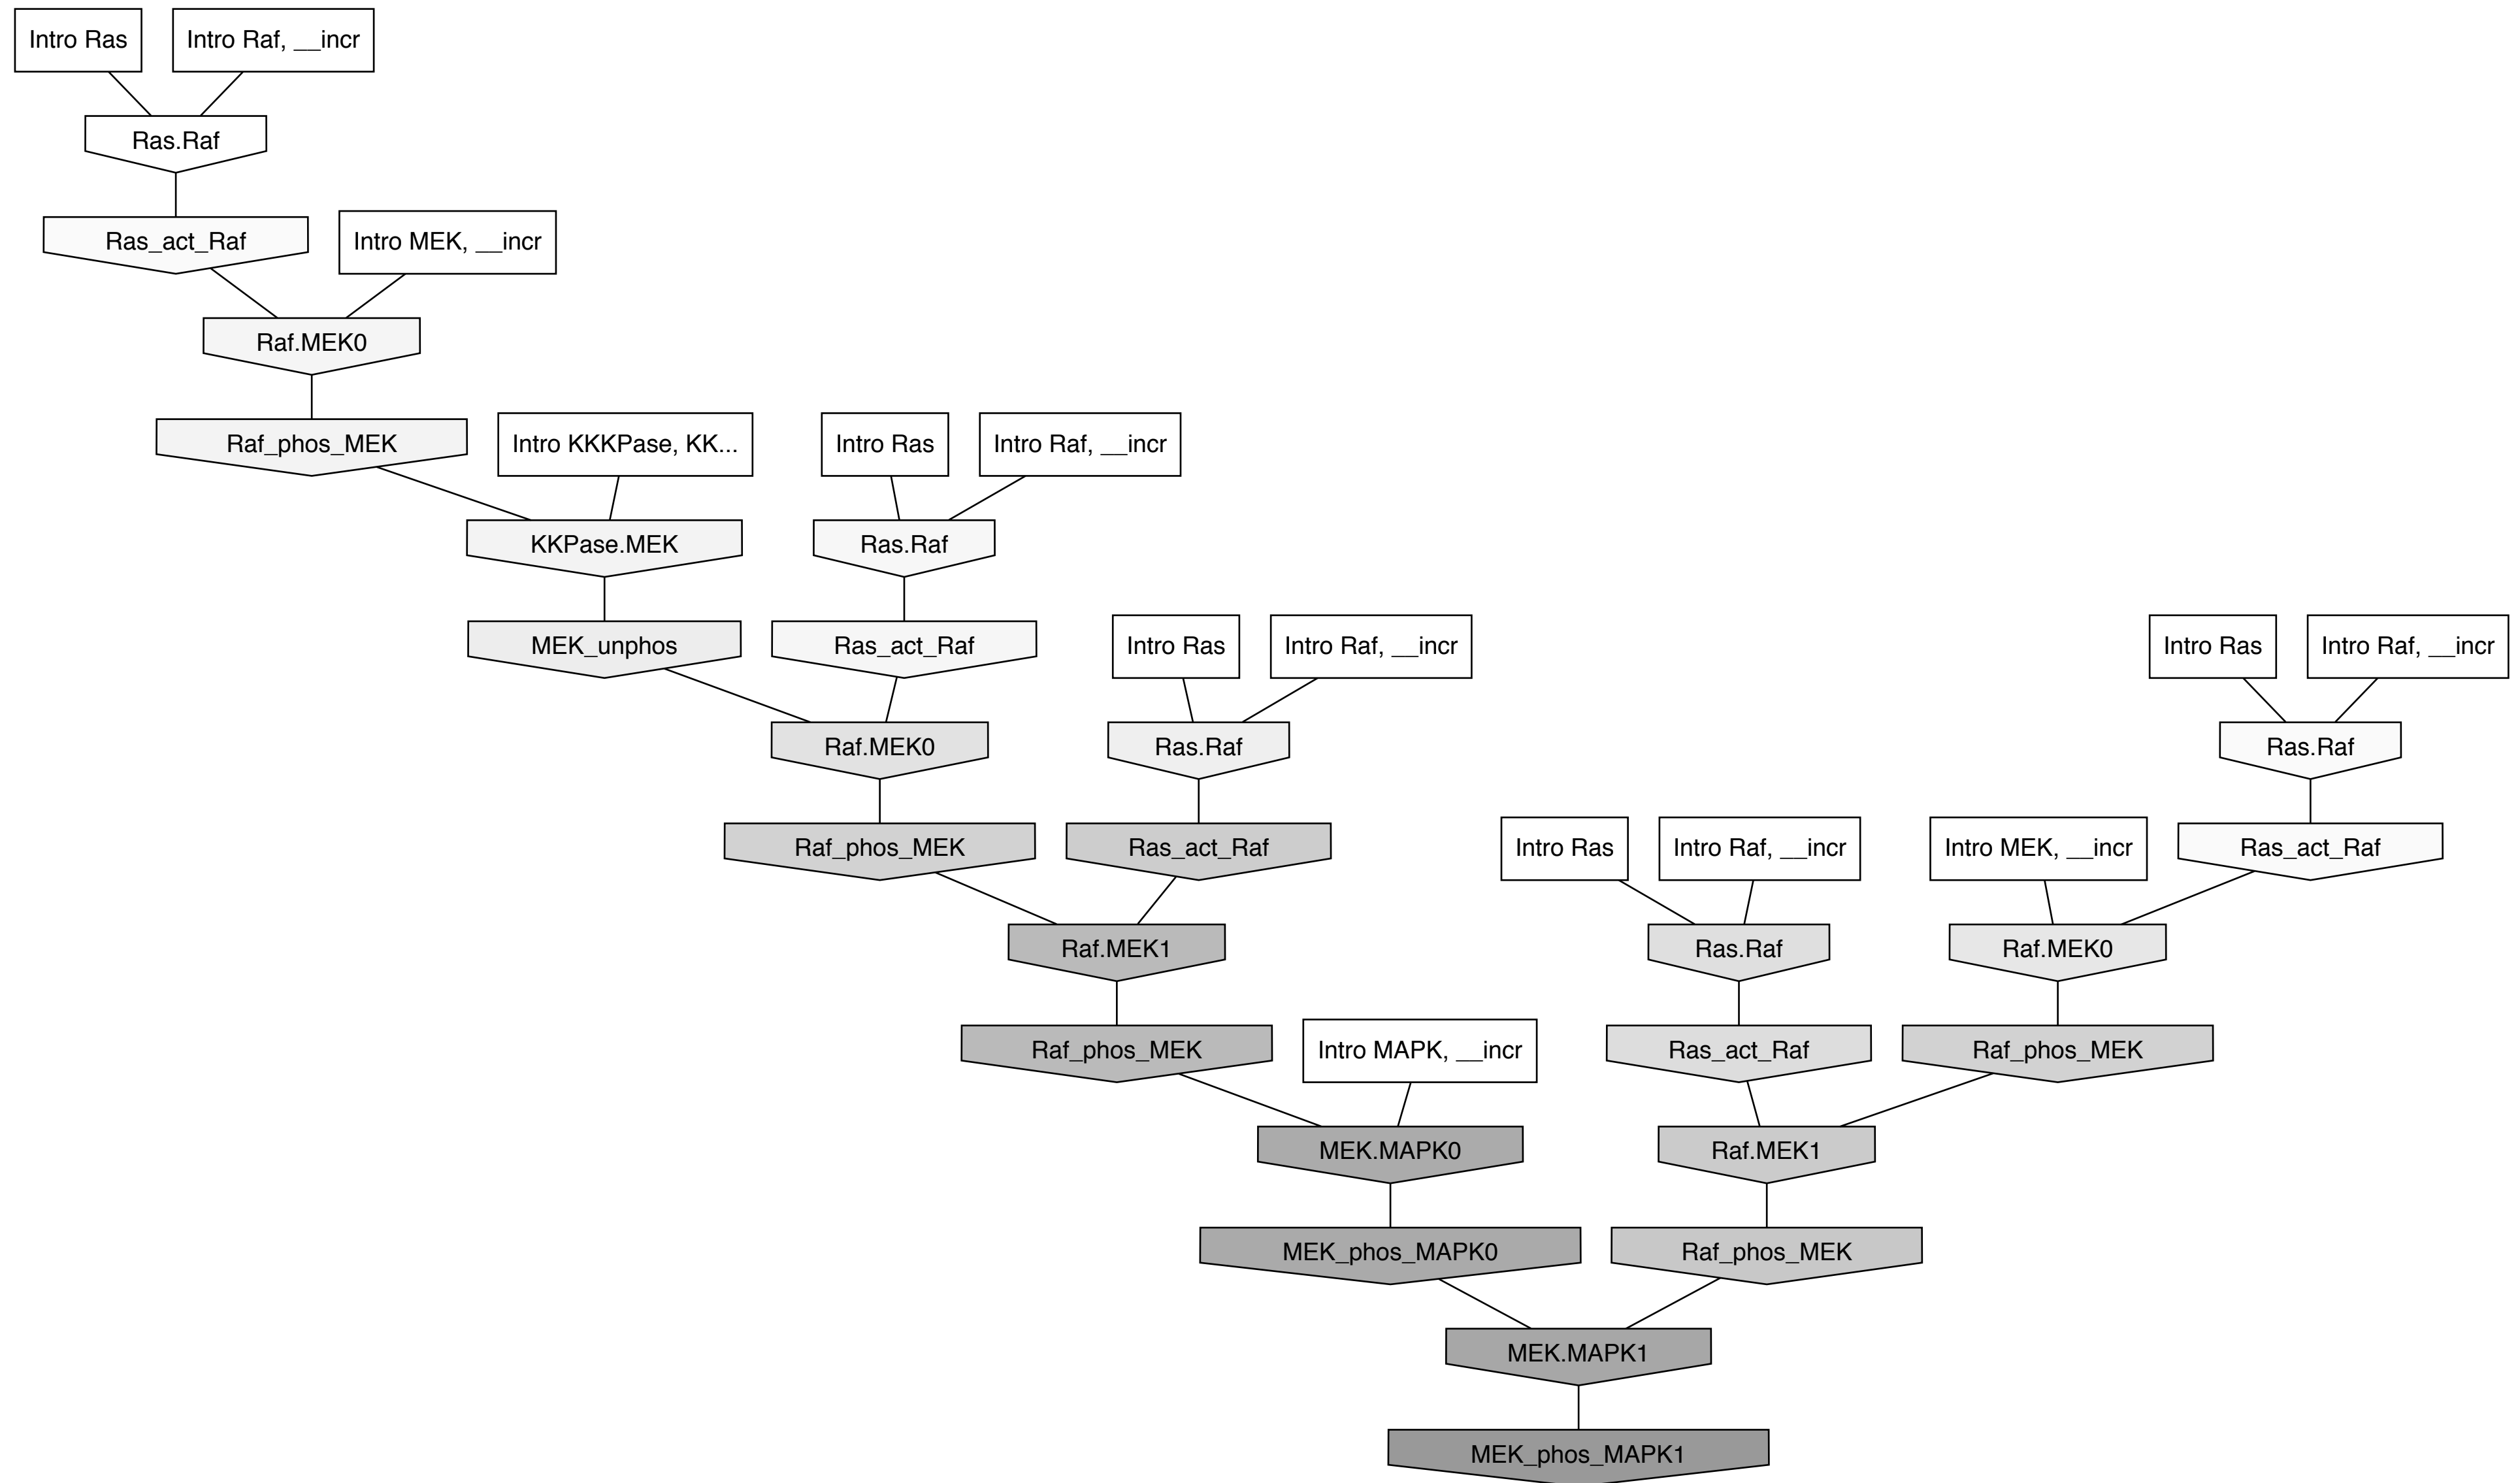 Intro Ras
Intro Raf, __incr
Ras.Raf
Ras_act_Raf
Intro MEK, __incr
Raf.MEK0
Raf_phos_MEK
Intro KKKPase, KK...
Intro Ras
Intro Raf, __incr
KKPase.MEK
Ras.Raf
MEK_unphos
Ras_act_Raf
Intro Ras
Intro Raf, __incr
Intro Ras
Intro Raf, __incr
Raf.MEK0
Ras.Raf
Ras.Raf
Raf_phos_MEK
Ras_act_Raf
Intro Ras
Intro Raf, __incr
Intro MEK, __incr
Ras_act_Raf
Raf.MEK1
Ras.Raf
Raf.MEK0
Raf_phos_MEK
Intro MAPK, __incr
Ras_act_Raf
Raf_phos_MEK
MEK.MAPK0
Raf.MEK1
MEK_phos_MAPK0
Raf_phos_MEK
MEK.MAPK1
MEK_phos_MAPK1